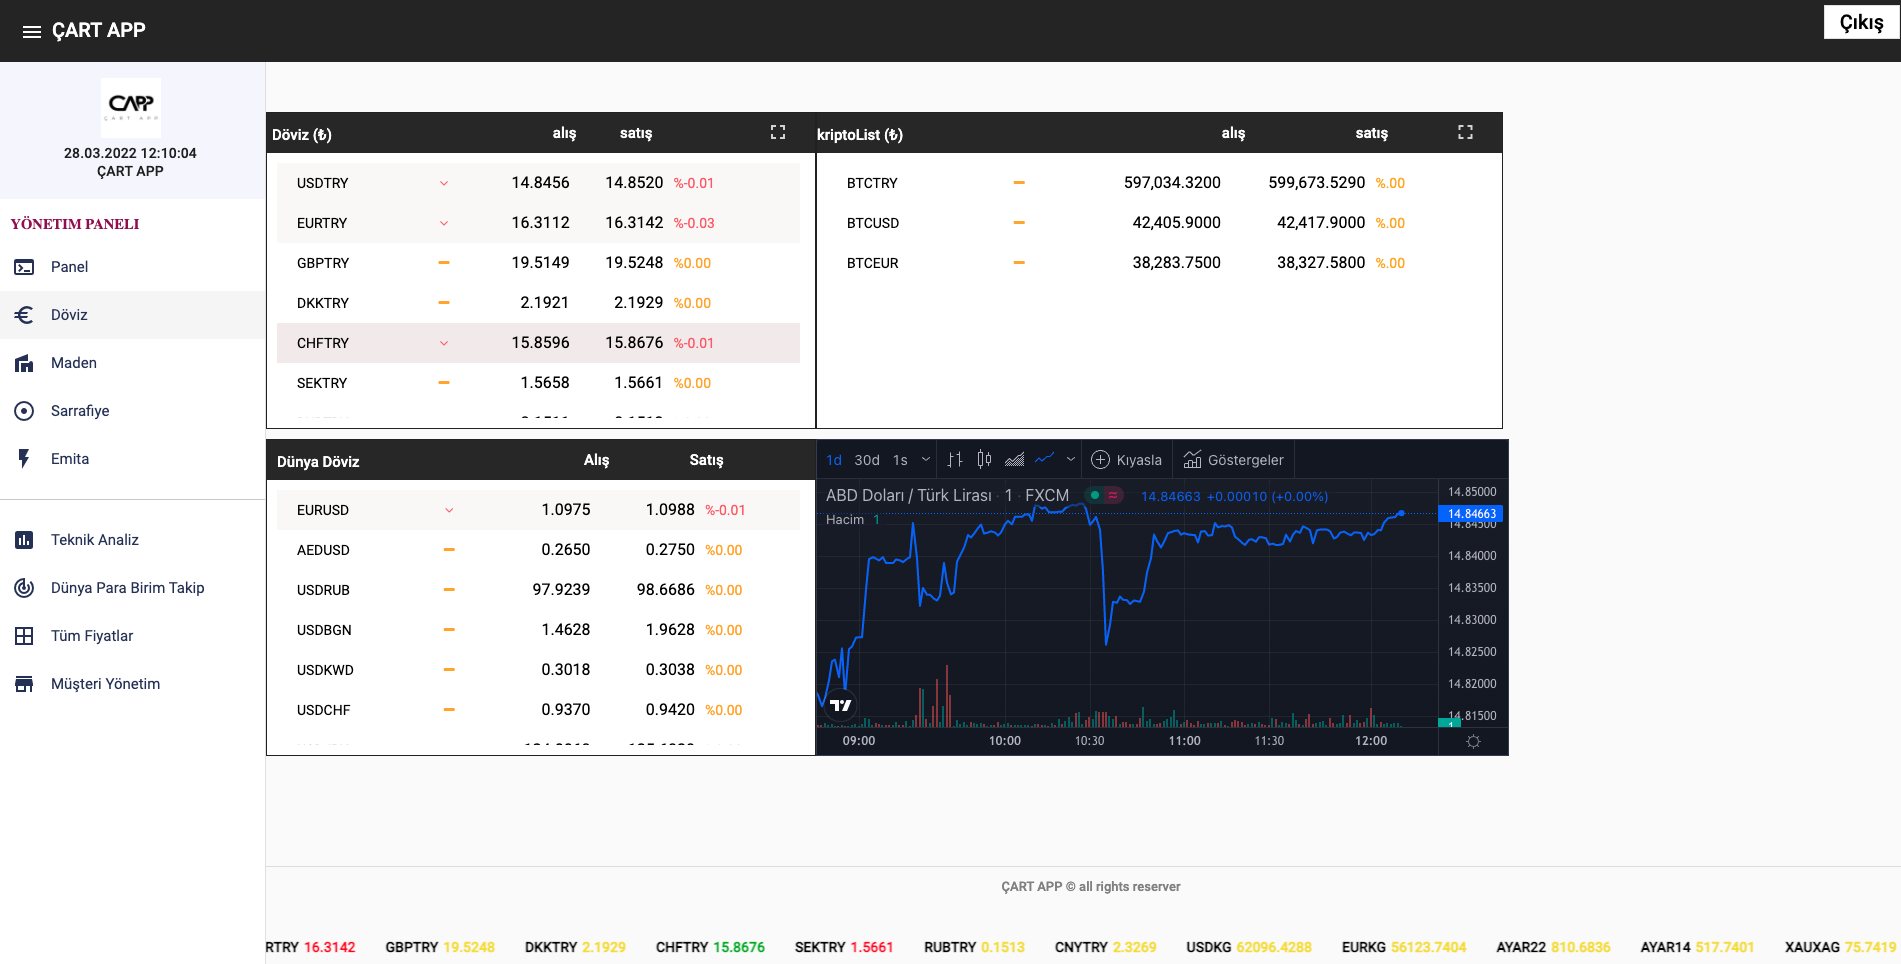 ÇART APP
Çıkış
CAPP
ÇART APP
28.03.2022 12:10:04
ÇART APP
YÖNETIM PANELI
Panel
Döviz
Maden
Sarrafiye
Emita
Teknik Analiz
Dünya Para Birim Takip
Tüm Fiyatlar
Müşteri Yönetim
Döviz (₺) alış satış
USDTRY 14.8456 14.8520 %-0.01
EURTRY 16.3112 16.3142 %-0.03
GBPTRY 19.5149 19.5248 %0.00
DKKTRY 2.1921 2.1929 %0.00
CHFTRY 15.8596 15.8676 %-0.01
SEKTRY 1.5658 1.5661 %0.00
kriptoList (₺) alış satış
BTCTRY 597,034.3200 599,673.5290 %.00
BTCUSD 42,405.9000 42,417.9000 %.00
BTCEUR 38,283.7500 38,327.5800 %.00
Dünya Döviz Alış Satış
EURUSD 1.0975 1.0988 %-0.01
AEDUSD 0.2650 0.2750 %0.00
USDRUB 97.9239 98.6686 %0.00
USDBGN 1.4628 1.9628 %0.00
USDKWD 0.3018 0.3038 %0.00
USDCHF 0.9370 0.9420 %0.00
1d 30d 1s Kıyasla Göstergeler
ABD Doları / Türk Lirası · 1 · FXCM 14.84663 +0.00010 (+0.00%)
Hacim 1
14.85000
14.84663
14.84500
14.84000
14.83500
14.83000
14.82500
14.82000
14.81500
1
09:00 10:00 10:30 11:00 11:30 12:00
ÇART APP © all rights reserver
RTRY 16.3142 GBPTRY 19.5248 DKKTRY 2.1929 CHFTRY 15.8676 SEKTRY 1.5661 RUBTRY 0.1513 CNYTRY 2.3269 USDKG 62096.4288 EURKG 56123.7404 AYAR22 810.6836 AYAR14 517.7401 XAUXAG 75.7419